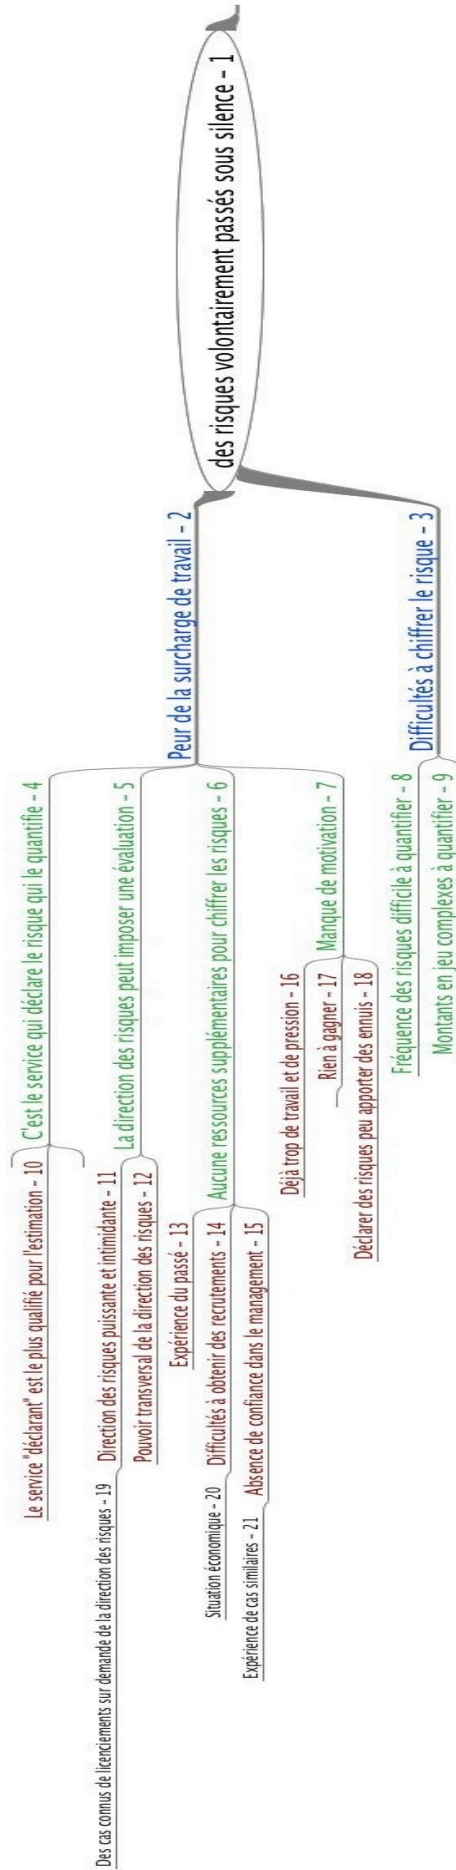 des risques volontairement passés sous silence - 1
Peur de la surcharge de travail - 2
Difficultés à chiffrer le risque - 3
C'est le service qui déclare le risque qui le quantifie - 4
La direction des risques peut imposer une évaluation - 5
Aucune ressources supplémentaires pour chiffrer les risques - 6
Manque de motivation - 7
Fréquence des risques difficile à quantifier - 8
Montants en jeu complexes à quantifier - 9
Le service "déclarant" est le plus qualifié pour l'estimation - 10
Direction des risques puissante et intimidante - 11
Pouvoir transversal de la direction des risques - 12
Expérience du passé - 13
Difficultés à obtenir des recrutements - 14
Absence de confiance dans le management - 15
Déjà trop de travail et de pression - 16
Rien à gagner - 17
Déclarer des risques peu apporter des ennuis - 18
Des cas connus de licenciements sur demande de la direction des risques - 19
Situation économique - 20
Expérience de cas similaires - 21